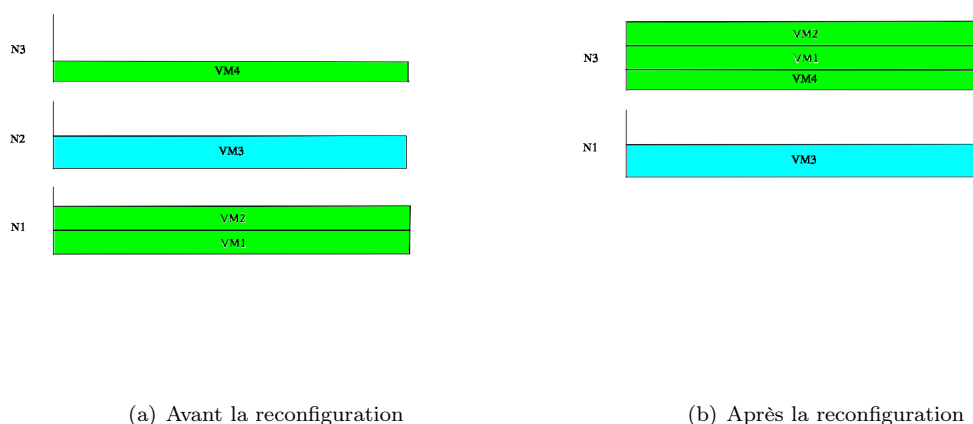 N3
VM4
N2
VM3
N1
VM2
VM1
(a) Avant la reconfiguration
N3
VM2
VM1
VM4
N1
VM3
(b) Après la reconfiguration